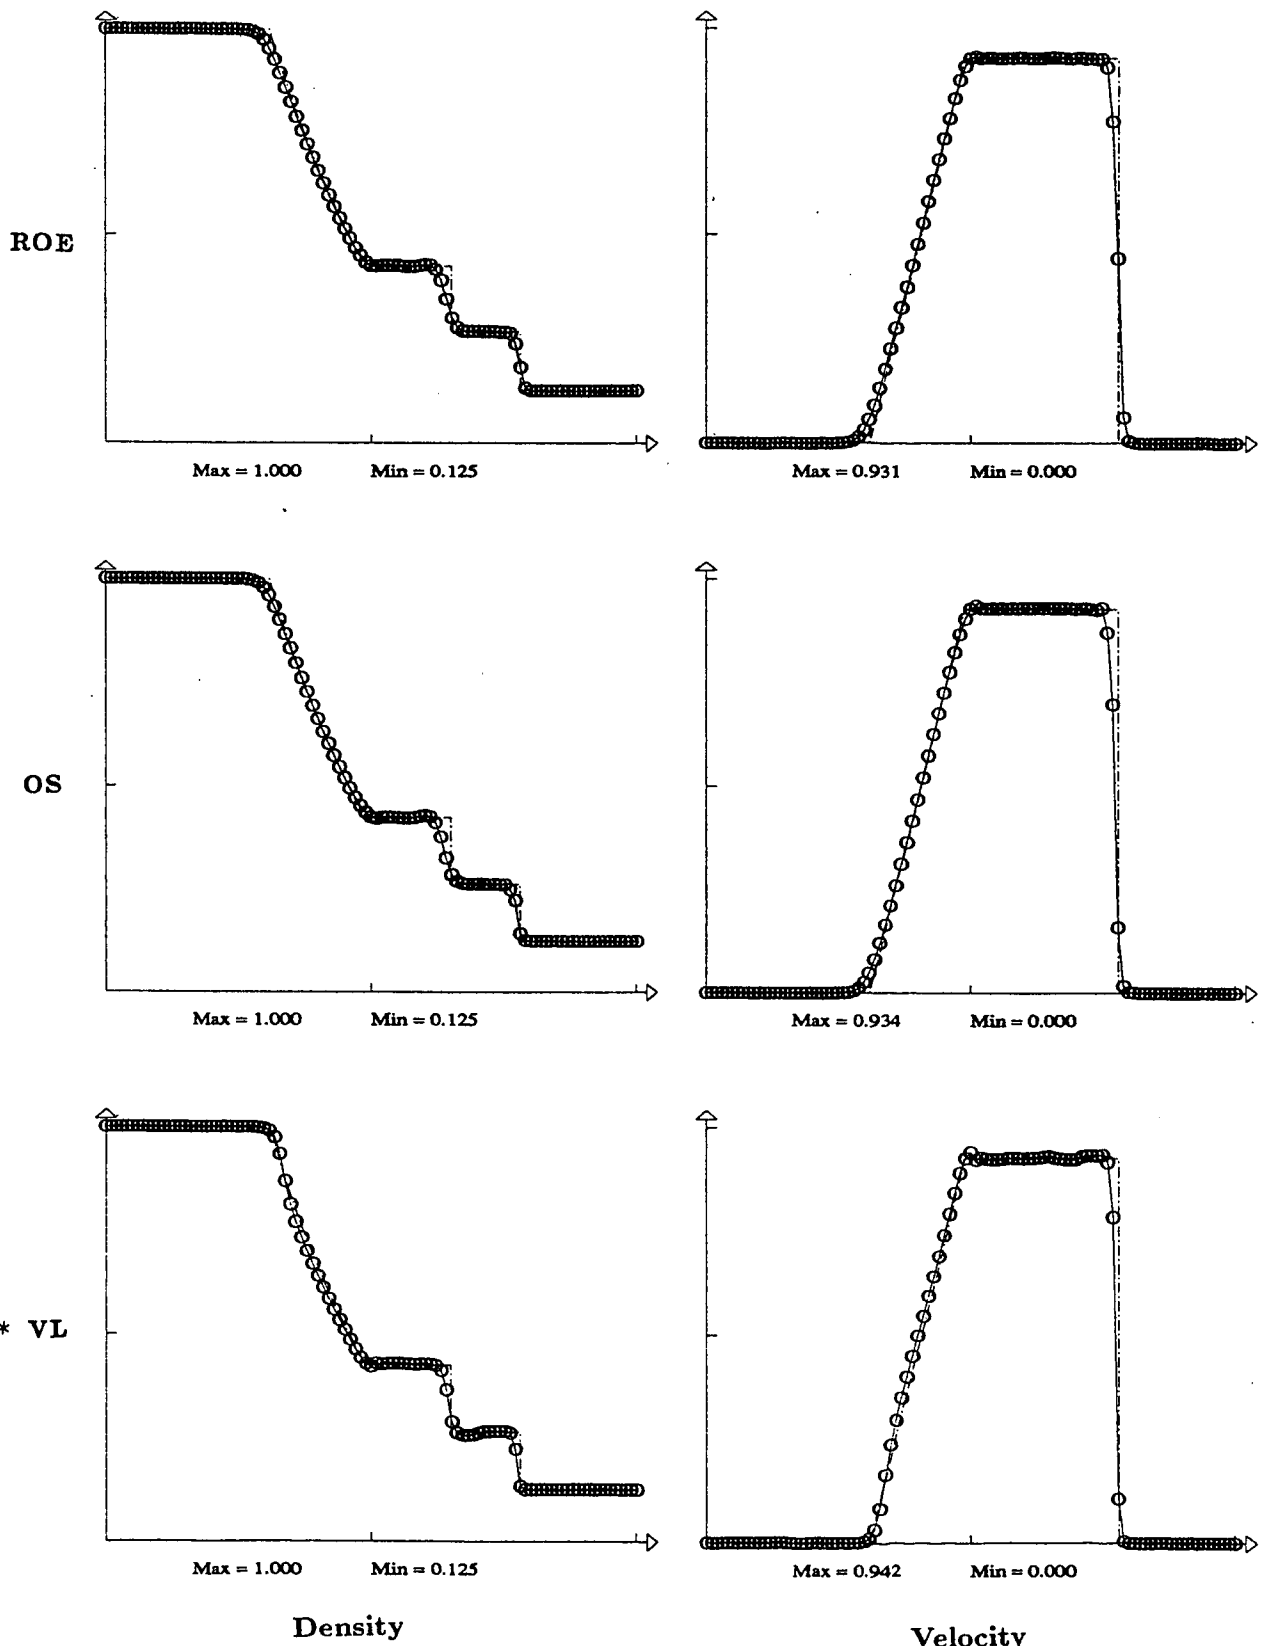 ROE
Max = 1.000 Min = 0.125
Max = 0.931 Min = 0.000
OS
Max = 1.000 Min = 0.125
Max = 0.934 Min = 0.000
* VL
Max = 1.000 Min = 0.125
Max = 0.942 Min = 0.000
Density
Velocity